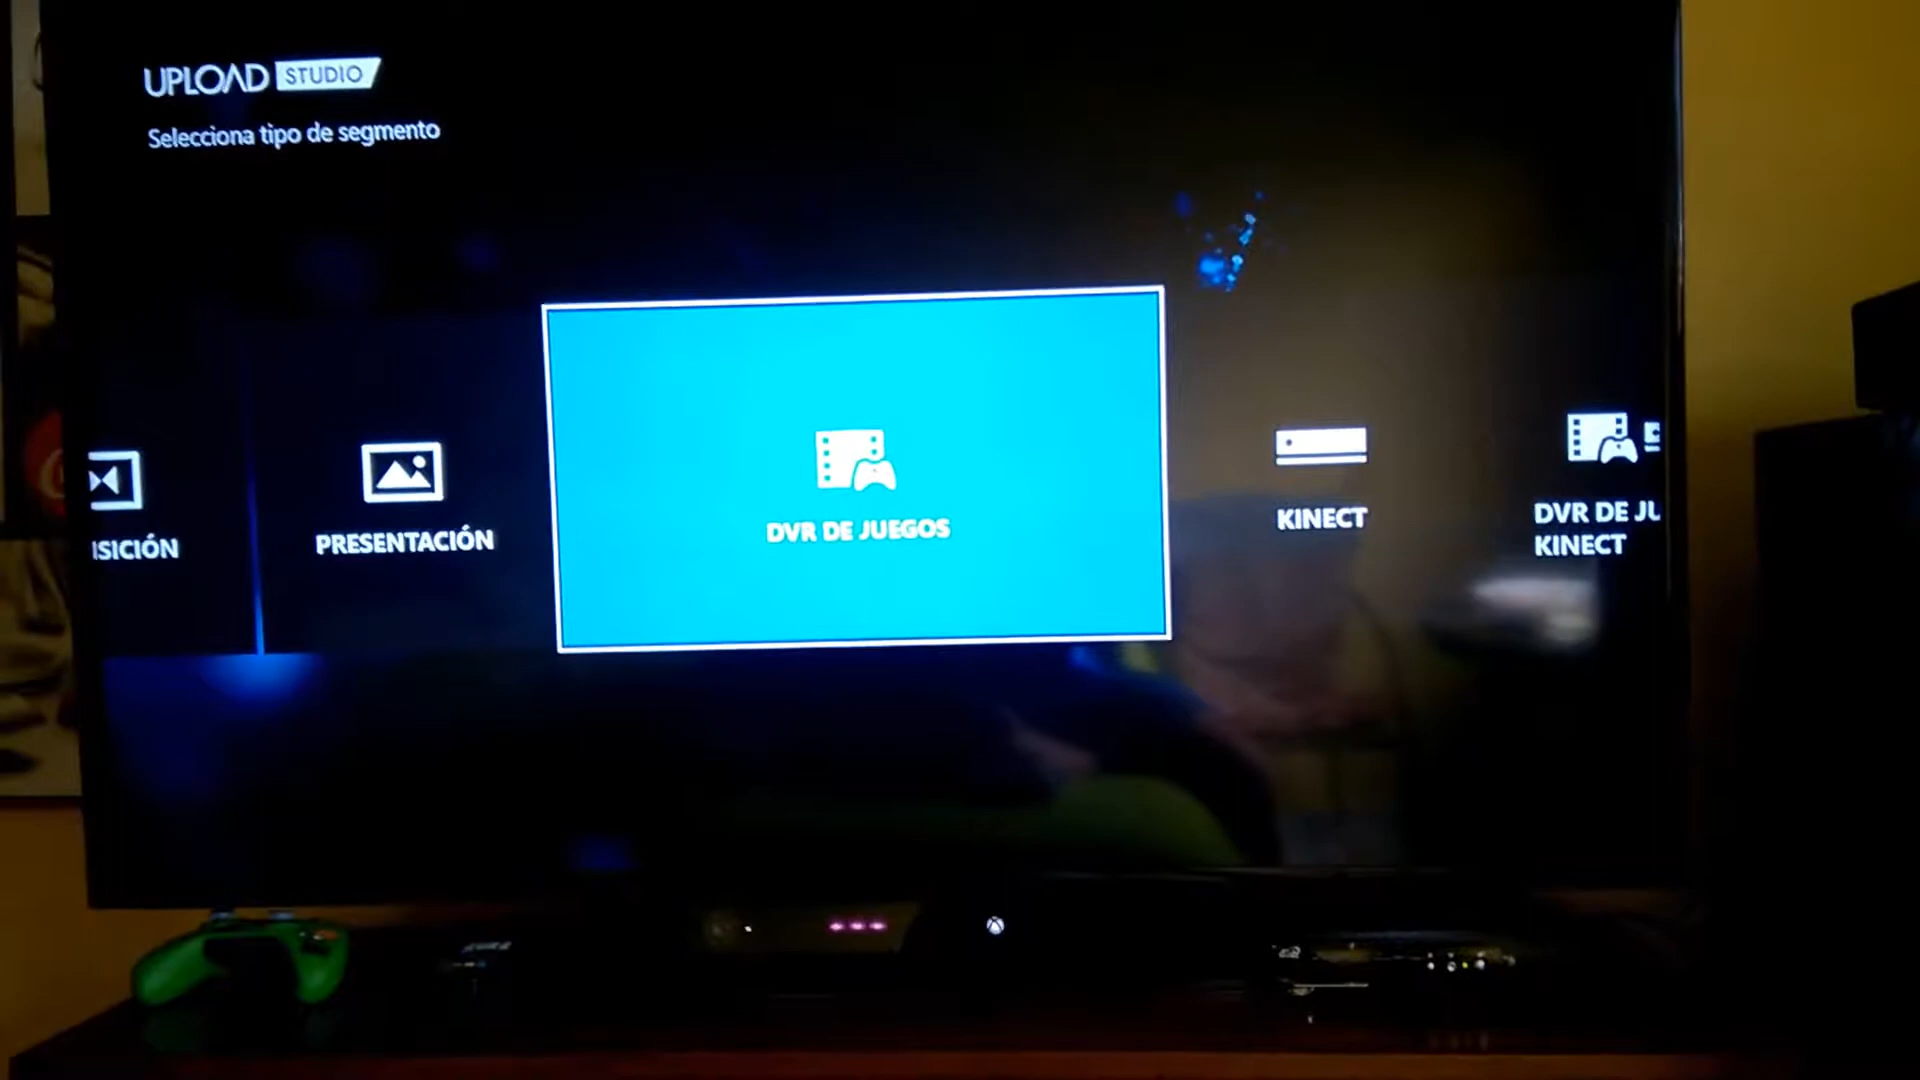 UPLOAD STUDIO
Selecciona tipo de segmento
ISICIÓN
PRESENTACIÓN
DVR DE JUEGOS
KINECT
DVR DE JU
KINECT